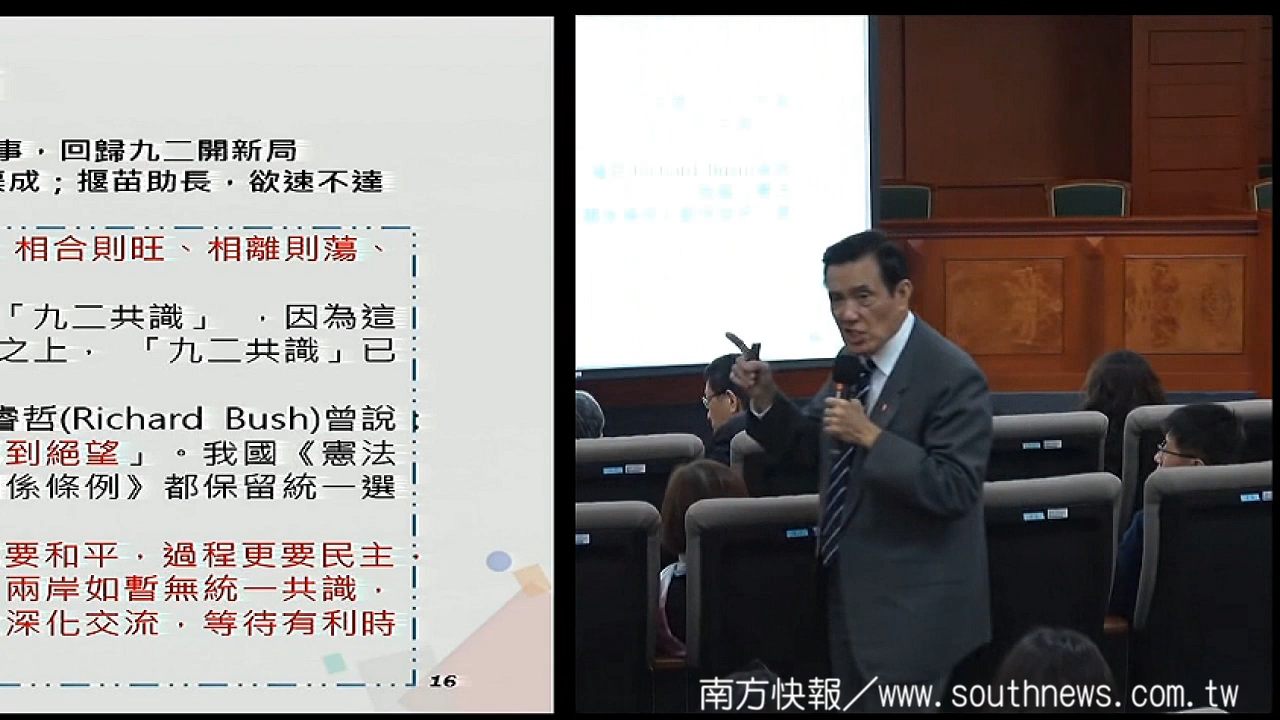 事，回歸九二開新局
成；揠苗助長，欲速不達
相合則旺、相離則蕩、
「九二共識」，因為這
之上，「九二共識」已
睿哲(Richard Bush)曾說：
到絕望」。我國《憲法
係條例》都保留統一選
要和平，過程更要民主
兩岸如暫無統一共識，
深化交流，等待有利時
16
南方快報／www.southnews.com.tw